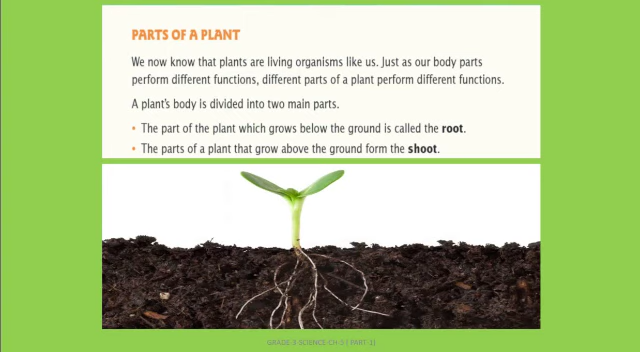 PARTS OF A PLANT
We now know that plants are living organisms like us. Just as our body parts
perform different functions, different parts of a plant perform different functions.
A plant's body is divided into two main parts.
• The part of the plant which grows below the ground is called the root.
• The parts of a plant that grow above the ground form the shoot.
GRADE-3 SCIENCE-CH-3 ( PART-1)